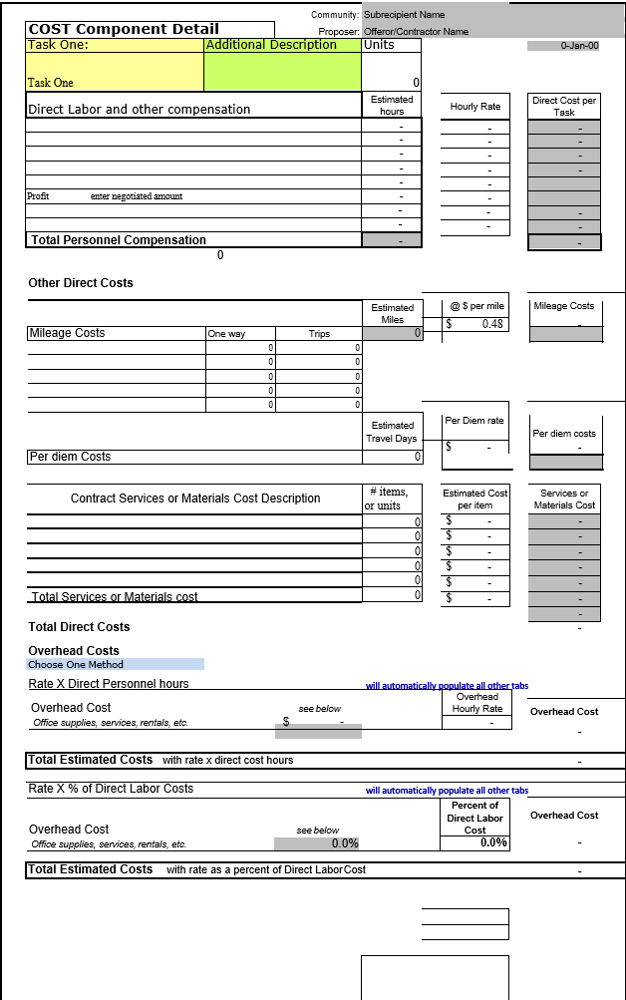 Community: Subrecipient Name
COST Component Detail
Proposer: Offeror/Contractor Name
Task One: Additional Description Units 0-Jan-00
Task One 0
Direct Labor and other compensation Estimated hours Hourly Rate Direct Cost per Task
- - -
- - -
- - -
- - -
- -
Profit enter negotiated amount - -
- - -
- - -
Total Personnel Compensation - -
0
Other Direct Costs
Estimated Miles @ $ per mile Mileage Costs
Mileage Costs One way Trips 0 $ 0.48 -
0 0
0 0
0 0
0 0
0 0
Estimated Travel Days Per Diem rate Per diem costs
$ - -
Per diem Costs 0
Contract Services or Materials Cost Description # items, or units Estimated Cost per item Services or Materials Cost
0 $ - -
0 $ - -
0 $ - -
0 $ - -
0 $ - -
Total Services or Materials cost 0 $ - -
-
Total Direct Costs -
Overhead Costs
Choose One Method
Rate X Direct Personnel hours will automatically populate all other tabs
Overhead Cost see below Overhead Hourly Rate Overhead Cost
Office supplies, services, rentals, etc. $ - - -
Total Estimated Costs with rate x direct cost hours -
Rate X % of Direct Labor Costs will automatically populate all other tabs
Overhead Cost see below Percent of Direct Labor Cost Overhead Cost
Office supplies, services, rentals, etc. 0.0% 0.0% -
Total Estimated Costs with rate as a percent of Direct Labor Cost -